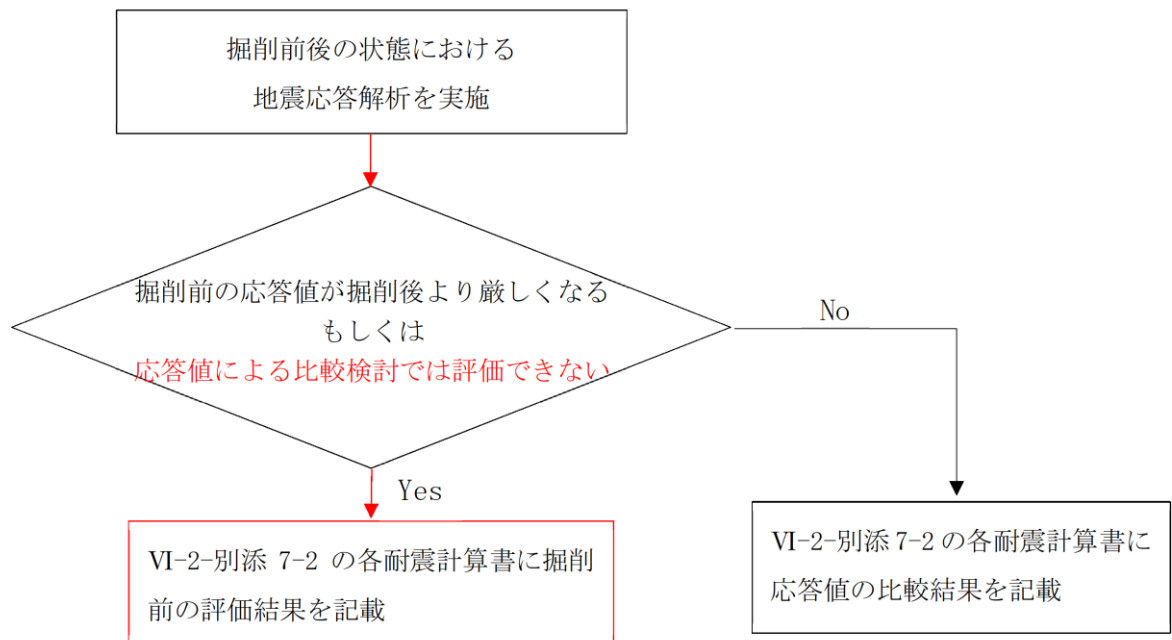 掘削前後の状態における
地震応答解析を実施
掘削前の応答値が掘削後より厳しくなる
もしくは
応答値による比較検討では評価できない
No
Yes
Ⅵ-2-別添 7-2 の各耐震計算書に掘削
前の評価結果を記載
Ⅵ-2-別添 7-2 の各耐震計算書に
応答値の比較結果を記載